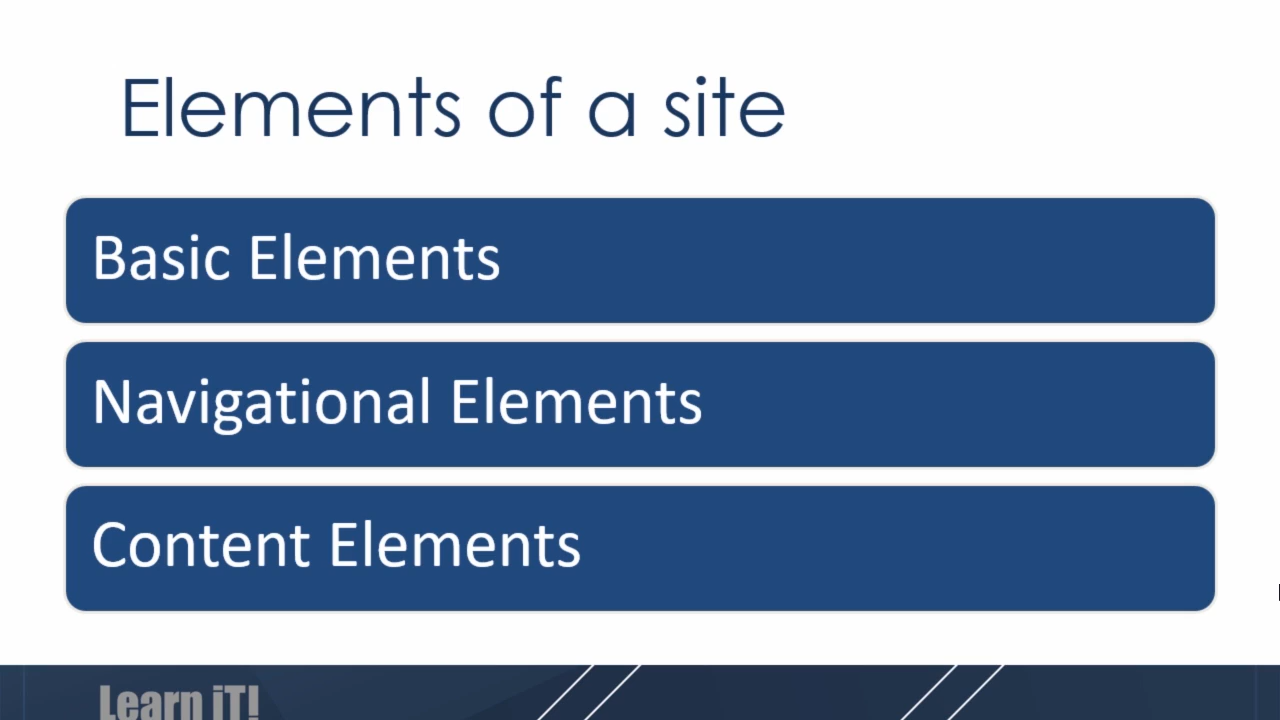 Elements of a site
Basic Elements
Navigational Elements
Content Elements
Learn iT!